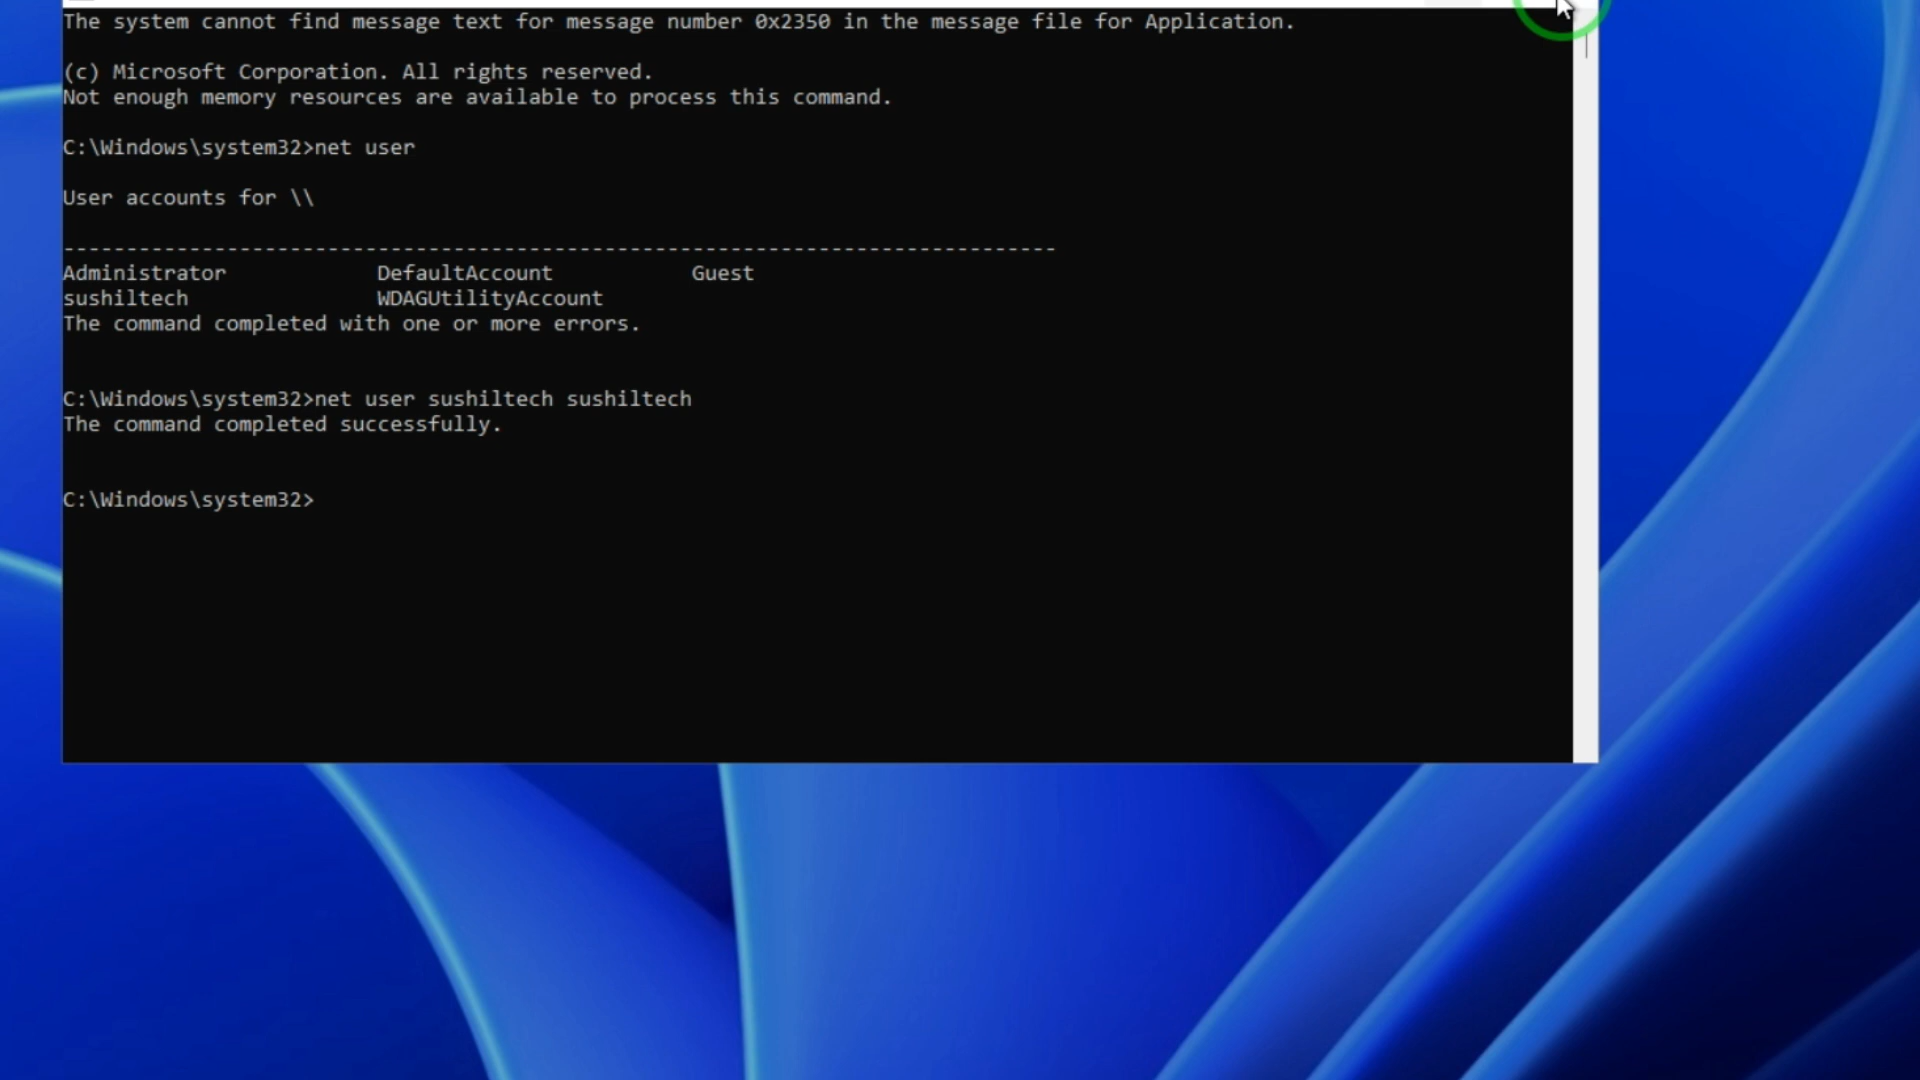 The system cannot find message text for message number 0x2350 in the message file for Application.
(c) Microsoft Corporation. All rights reserved.
Not enough memory resources are available to process this command.
C:\Windows\system32>net user
User accounts for \\
-------------------------------------------------------------------------------
Administrator DefaultAccount Guest
sushiltech WDAGUtilityAccount
The command completed with one or more errors.
C:\Windows\system32>net user sushiltech sushiltech
The command completed successfully.
C:\Windows\system32>